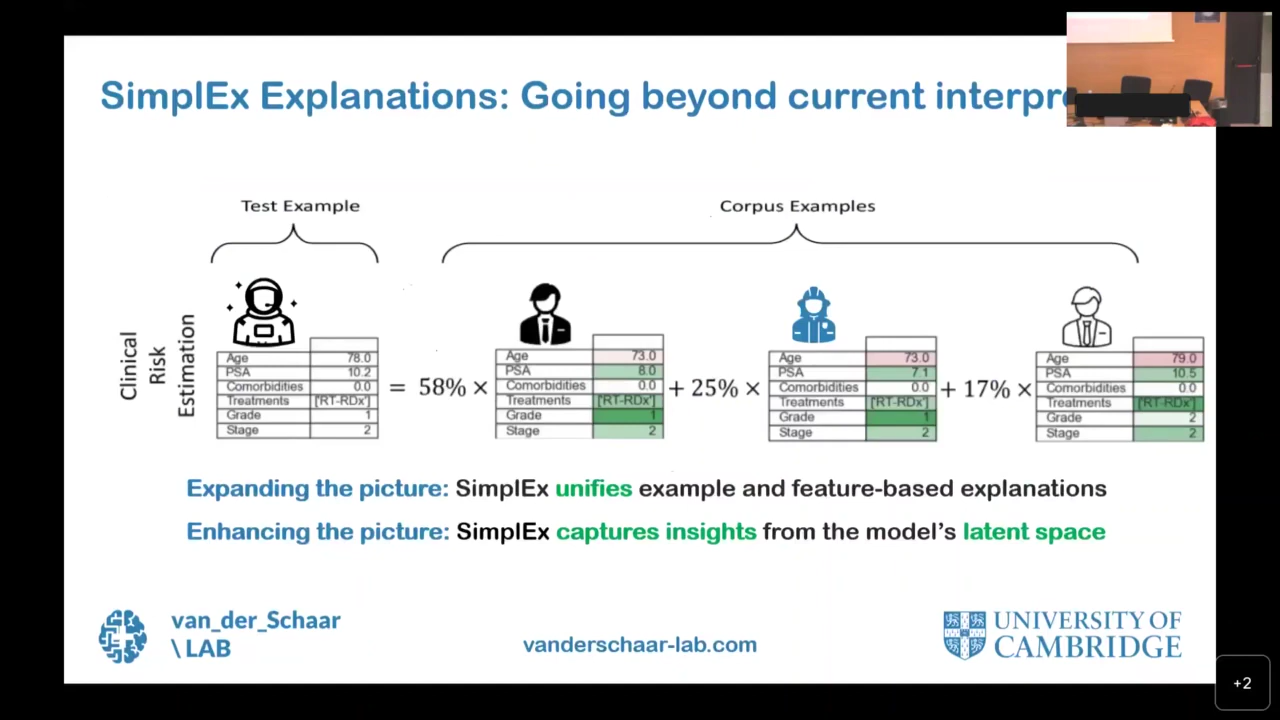 SimplEx Explanations: Going beyond current interpr
Test Example
Corpus Examples
Clinical
Risk
Estimation
Age 78.0
PSA 10.2
Comorbidities 0.0
Treatments ['RT-RDx']
Grade 1
Stage 2
= 58% ×
Age 73.0
PSA 8.0
Comorbidities 0.0
Treatments ['RT-RDx']
Grade 1
Stage 2
+ 25% ×
Age 73.0
PSA 7.1
Comorbidities 0.0
Treatments ['RT-RDx']
Grade 1
Stage 2
+ 17% ×
Age 79.0
PSA 10.5
Comorbidities 0.0
Treatments ['RT-RDx']
Grade 2
Stage 2
Expanding the picture: SimplEx unifies example and feature-based explanations
Enhancing the picture: SimplEx captures insights from the model's latent space
van_der_Schaar
\ LAB
vanderschaar-lab.com
UNIVERSITY OF
CAMBRIDGE
+2